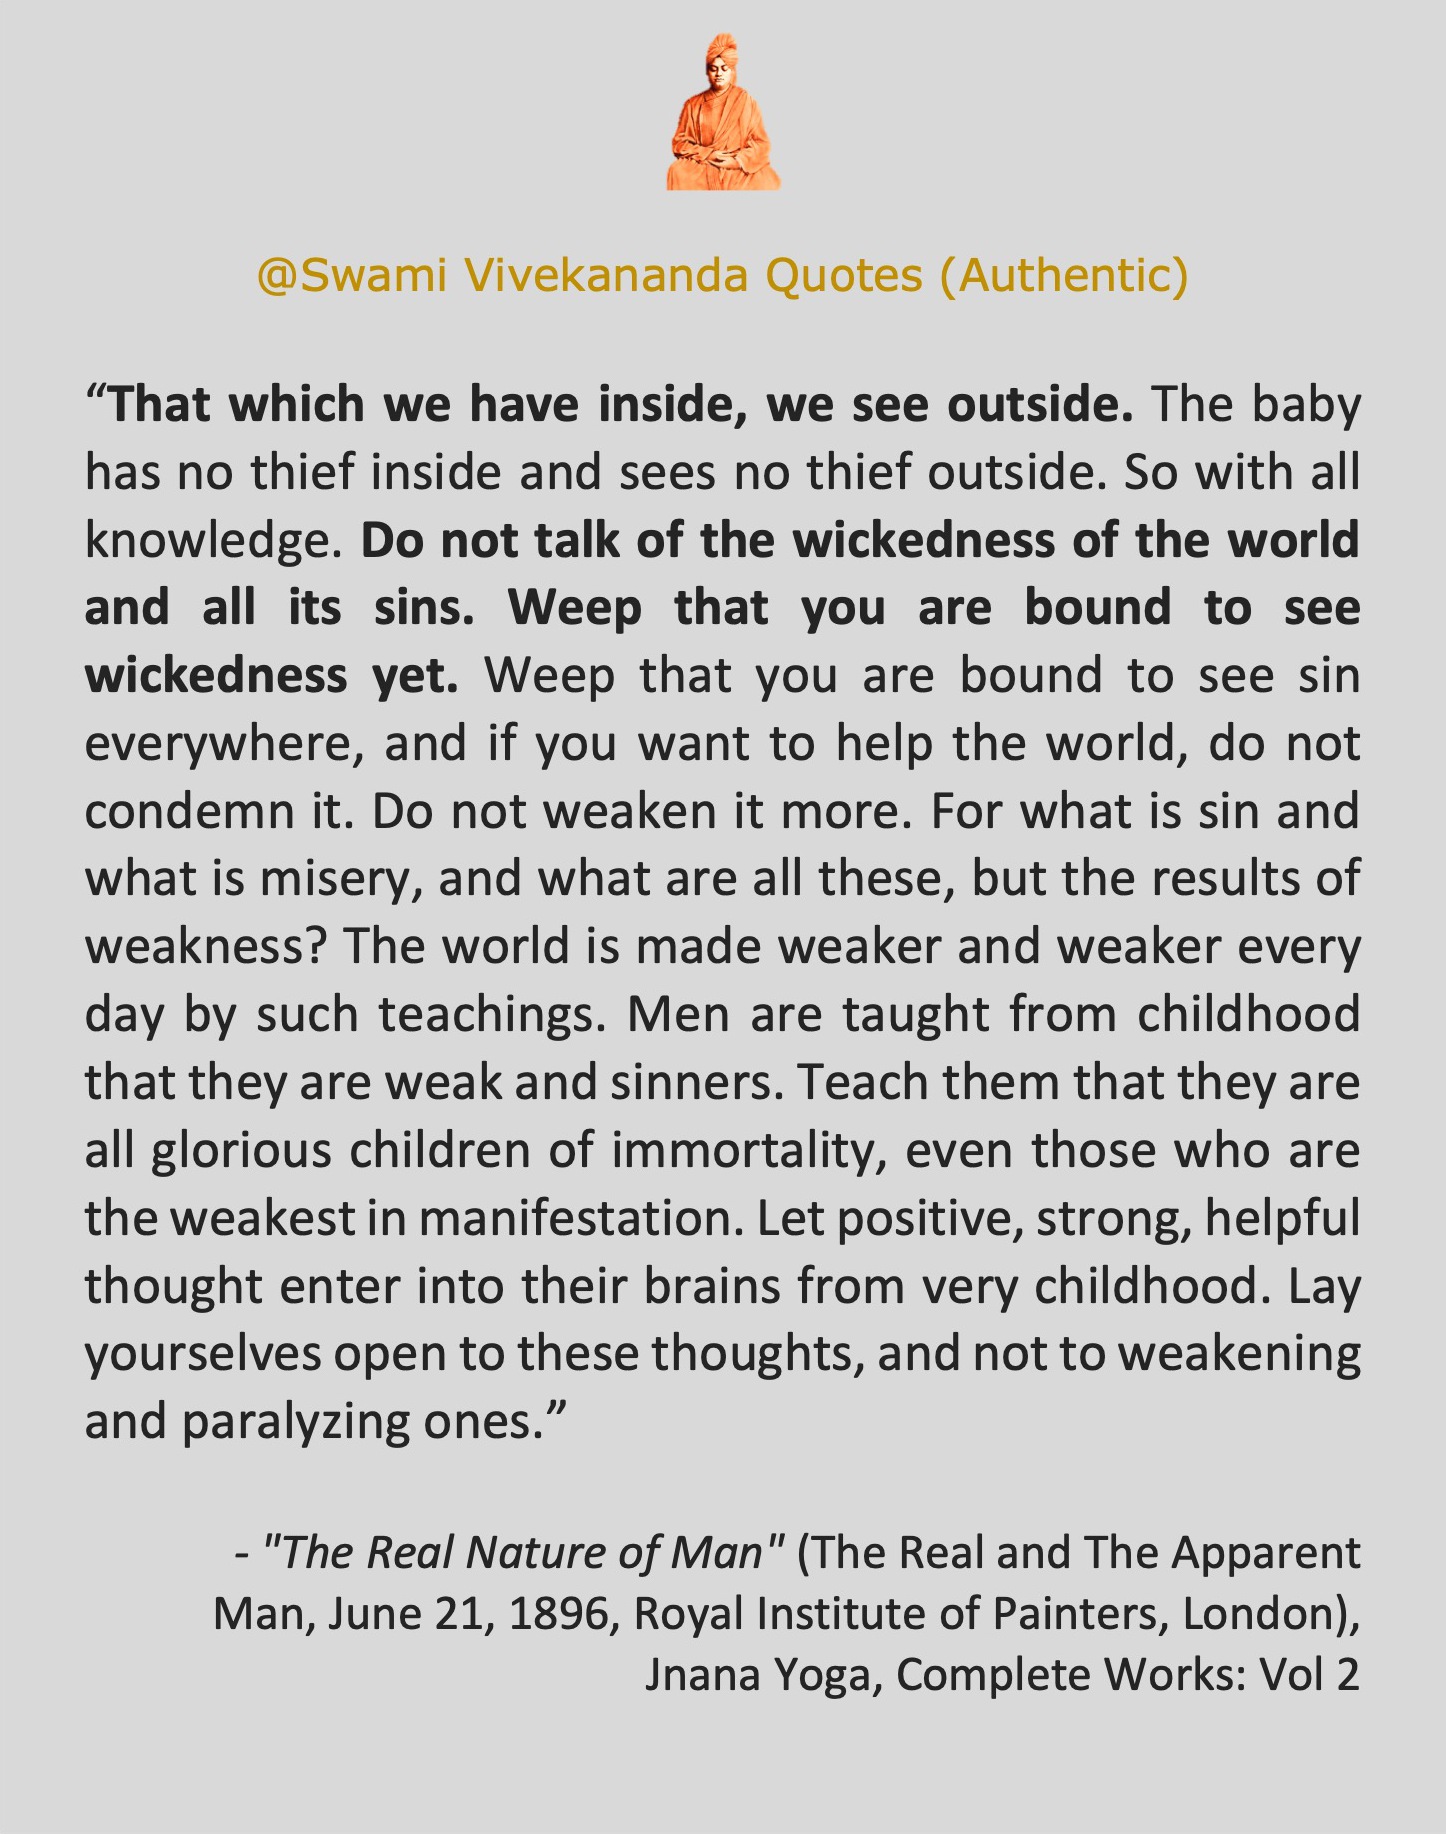 @Swami Vivekananda Quotes (Authentic)
“That which we have inside, we see outside. The baby
has no thief inside and sees no thief outside. So with all
knowledge. Do not talk of the wickedness of the world
and all its sins. Weep that you are bound to see
wickedness yet. Weep that you are bound to see sin
everywhere, and if you want to help the world, do not
condemn it. Do not weaken it more. For what is sin and
what is misery, and what are all these, but the results of
weakness? The world is made weaker and weaker every
day by such teachings. Men are taught from childhood
that they are weak and sinners. Teach them that they are
all glorious children of immortality, even those who are
the weakest in manifestation. Let positive, strong, helpful
thought enter into their brains from very childhood. Lay
yourselves open to these thoughts, and not to weakening
and paralyzing ones.”
- "The Real Nature of Man" (The Real and The Apparent
Man, June 21, 1896, Royal Institute of Painters, London),
Jnana Yoga, Complete Works: Vol 2